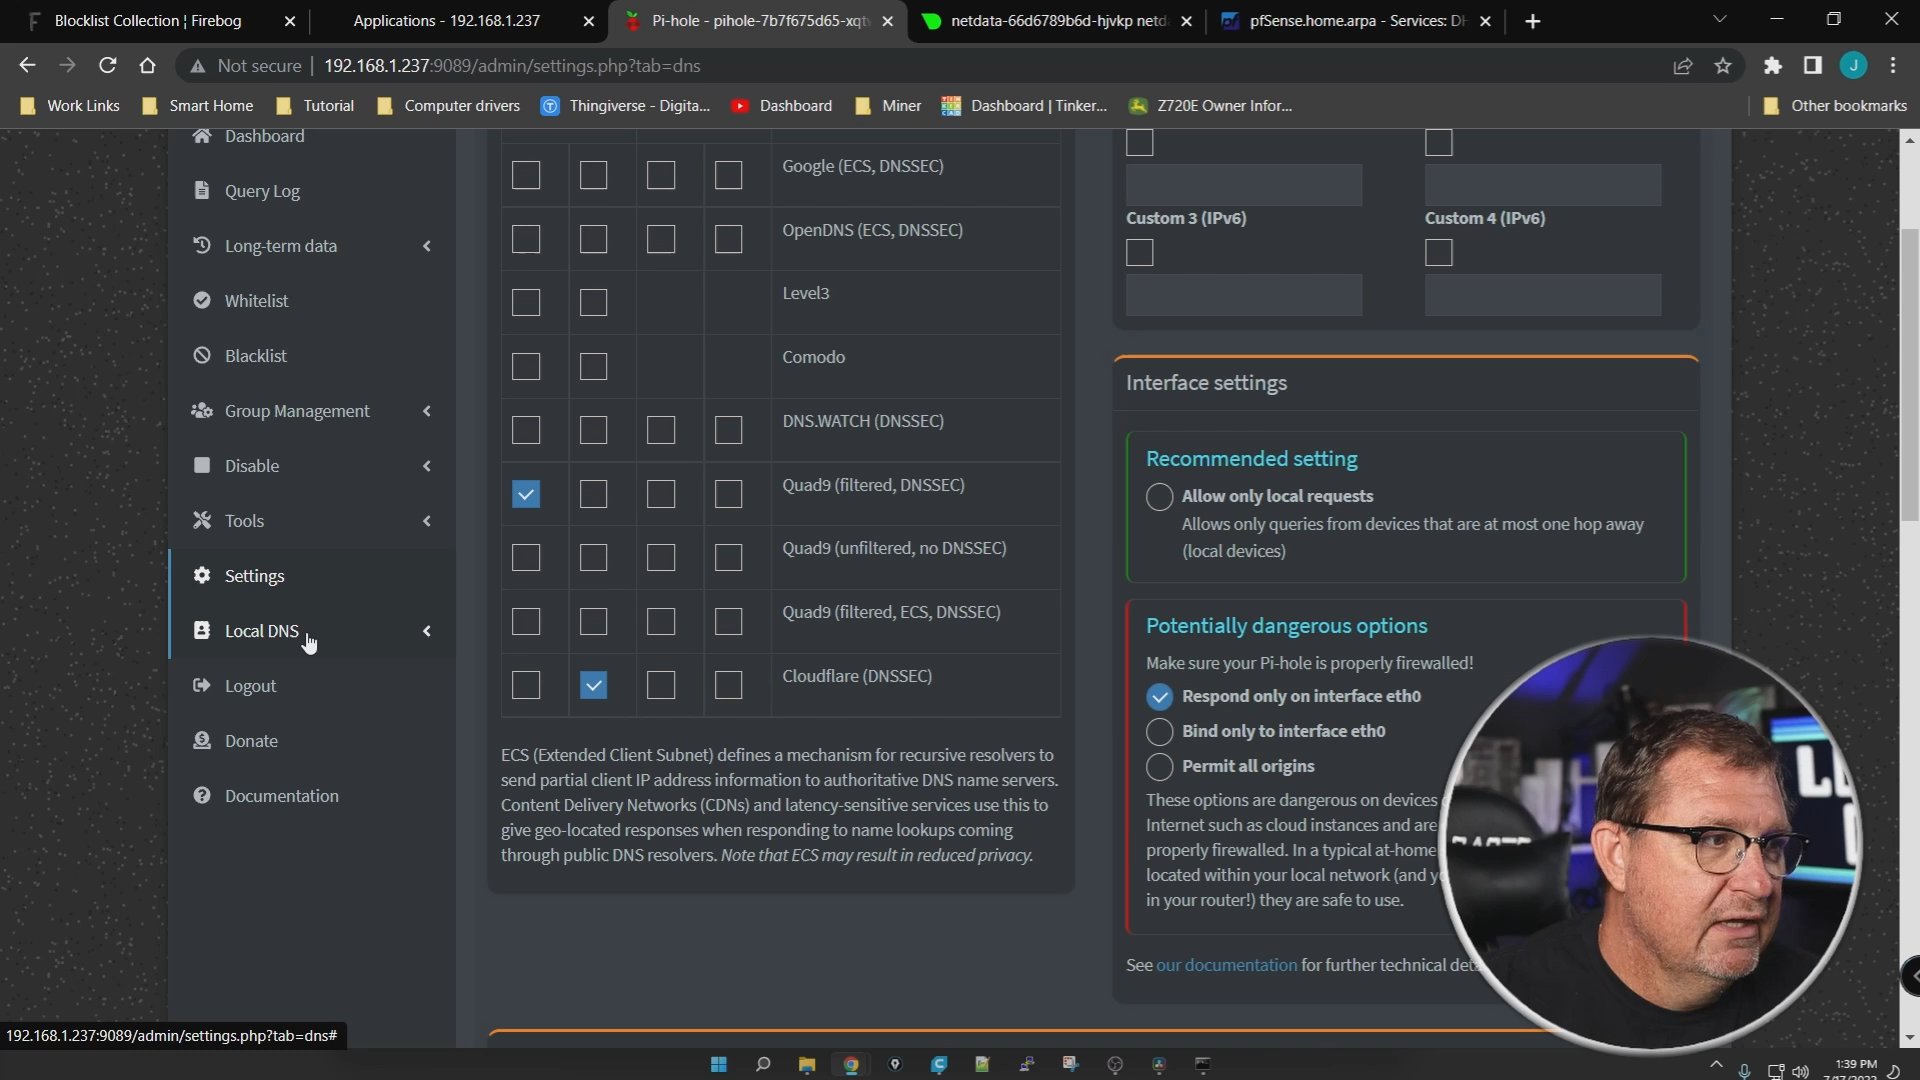 Blocklist Collection ¦ Firebog
Applications - 192.168.1.237
Pi-hole - pihole-7b7f675d65-xqt
netdata-66d6789b6d-hjvkp netd
pfSense.home.arpa - Services: DH
Not secure
192.168.1.237:9089/admin/settings.php?tab=dns
J
Work Links
Smart Home
Tutorial
Computer drivers
Thingiverse - Digita...
Dashboard
Miner
Dashboard | Tinker...
Z720E Owner Infor...
Other bookmarks
Dashboard
Query Log
Long-term data
Whitelist
Blacklist
Group Management
Disable
Tools
Settings
Local DNS
Logout
Donate
Documentation
Google (ECS, DNSSEC)
OpenDNS (ECS, DNSSEC)
Level3
Comodo
DNS.WATCH (DNSSEC)
Quad9 (filtered, DNSSEC)
Quad9 (unfiltered, no DNSSEC)
Quad9 (filtered, ECS, DNSSEC)
Cloudflare (DNSSEC)
ECS (Extended Client Subnet) defines a mechanism for recursive resolvers to
send partial client IP address information to authoritative DNS name servers.
Content Delivery Networks (CDNs) and latency-sensitive services use this to
give geo-located responses when responding to name lookups coming
through public DNS resolvers. Note that ECS may result in reduced privacy.
Custom 3 (IPv6)
Custom 4 (IPv6)
Interface settings
Recommended setting
Allow only local requests
Allows only queries from devices that are at most one hop away
(local devices)
Potentially dangerous options
Make sure your Pi-hole is properly firewalled!
Respond only on interface eth0
Bind only to interface eth0
Permit all origins
These options are dangerous on devices
Internet such as cloud instances and are
properly firewalled. In a typical at-home
located within your local network (and y
in your router!) they are safe to use.
See our documentation for further technical deta
192.168.1.237:9089/admin/settings.php?tab=dns#
1:39 PM